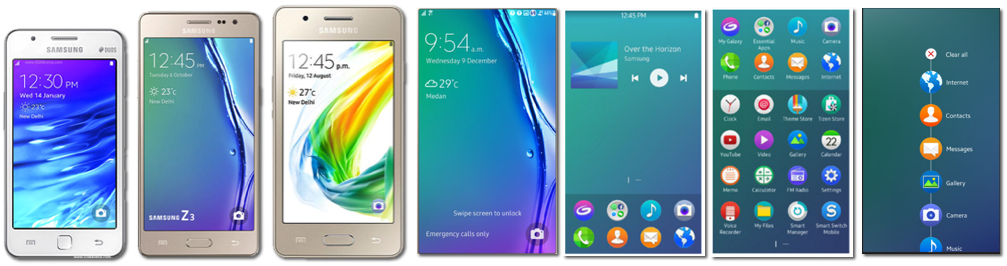 SAMSUNG
DUOS
12:30 PM
Wed 14 January
23°C
New Delhi
SAMSUNG
12:45 PM
Tuesday 6 October
23°C
New Delhi
SAMSUNG Z3
SAMSUNG
12:45 p.m.
Friday, 12 August
27°C
New Delhi
9:54 a.m.
Wednesday 9 December
29°C
Medan
Swipe screen to unlock
Emergency calls only
12:45 PM
Over the Horizon
Samsung
My Galaxy
Essential Apps
Music
Camera
Phone
Contacts
Messages
Internet
Clock
Email
Theme Store
Tizen Store
YouTube
Video
Gallery
22
Calendar
Memo
Calculator
FM Radio
Settings
Voice Recorder
My Files
Smart Manager
Smart Switch Mobile
Clear all
Internet
Contacts
Messages
Gallery
Camera
Music